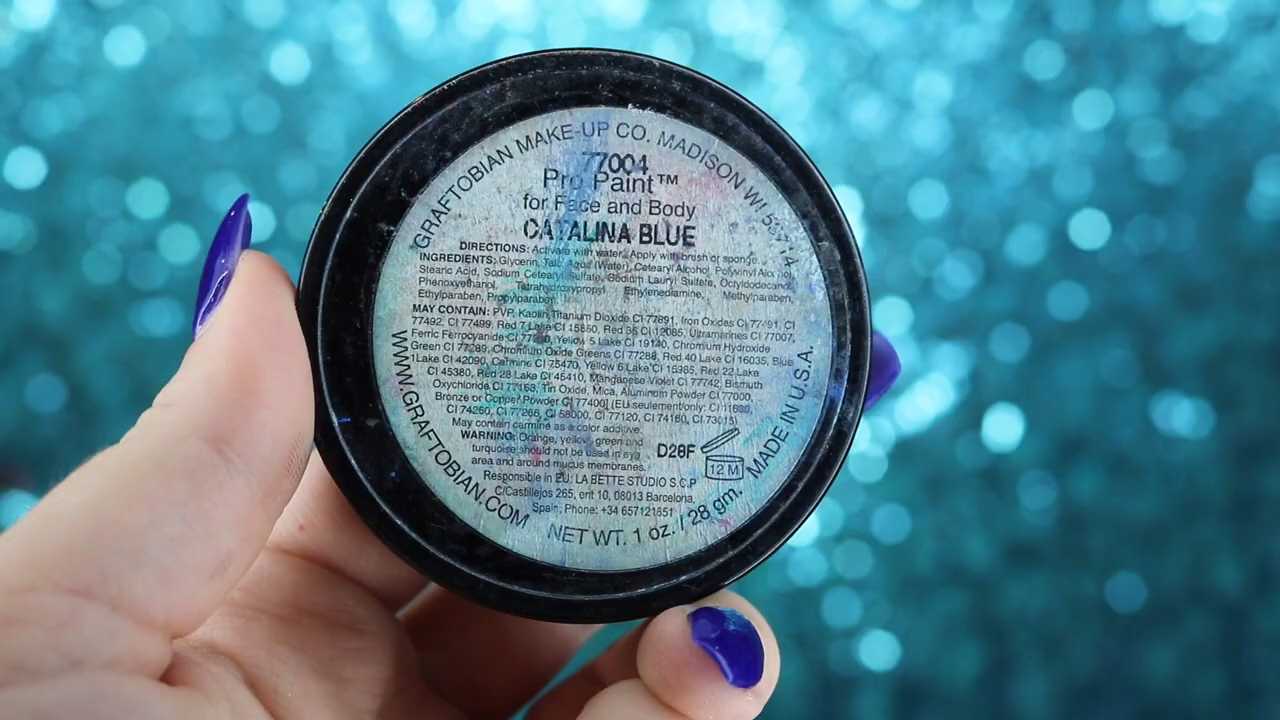 GRAFTOBIAN MAKE-UP CO. MADISON WI 53714
77004
Pro Paint™
for Face and Body
CATALINA BLUE
DIRECTIONS: Activate with water. Apply with brush or sponge.
INGREDIENTS: Glycerin, Talc, Aqua (Water), Cetearyl Alcohol, Polyvinyl Alcohol,
Stearic Acid, Sodium Cetearyl Sulfate, Sodium Lauryl Sulfate, Octyldodecanol,
Phenoxyethanol, Tetrahydroxypropyl Ethylenediamine, Methylparaben,
Ethylparaben, Propylparaben.
MAY CONTAIN: PVP, Kaolin, Titanium Dioxide CI 77891, Iron Oxides CI 77491, CI
77492, CI 77499, Red 7 Lake CI 15850, Red 36 CI 12085, Ultramarines CI 77007,
Ferric Ferrocyanide CI Yellow 5 Lake CI 19140, Chromium Hydroxide
Green CI 77289, Chromium Oxide Greens CI 77288, Red 40 Lake CI 16035, Blue
1Lake CI 42090, Carmine CI 75470, Yellow 6 Lake CI 15985, Red 22 Lake
CI 45380, Red 28 Lake CI 45410, Manganese Violet CI 77742, Bismuth
Oxychloride CI 77163, Tin Oxide, Mica, Aluminum Powder CI 77000,
Bronze or Copper Powder CI 77400] (EU seulement/only: CI 11680,
CI 74260, CI 77266, CI 58000, CI 77120, CI 74160, CI 73015)
May contain carmine as a color additive.
WARNING: Orange, yellow, green and
turquoise should not be used in eye
area and around mucus membranes.
D28F
12 M
Responsible in EU: LA BETTE STUDIO S.C.P
C/Castillejos 265, ent 10, 08013 Barcelona,
Spain, Phone: +34 657121651
WWW.GRAFTOBIAN.COM
NET WT. 1 oz. / 28 gm.
MADE IN U.S.A.